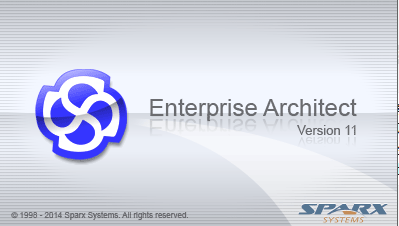 Enterprise Architect
Version 11
© 1998 - 2014 Sparx Systems. All rights reserved.
SPARX
SYSTEMS